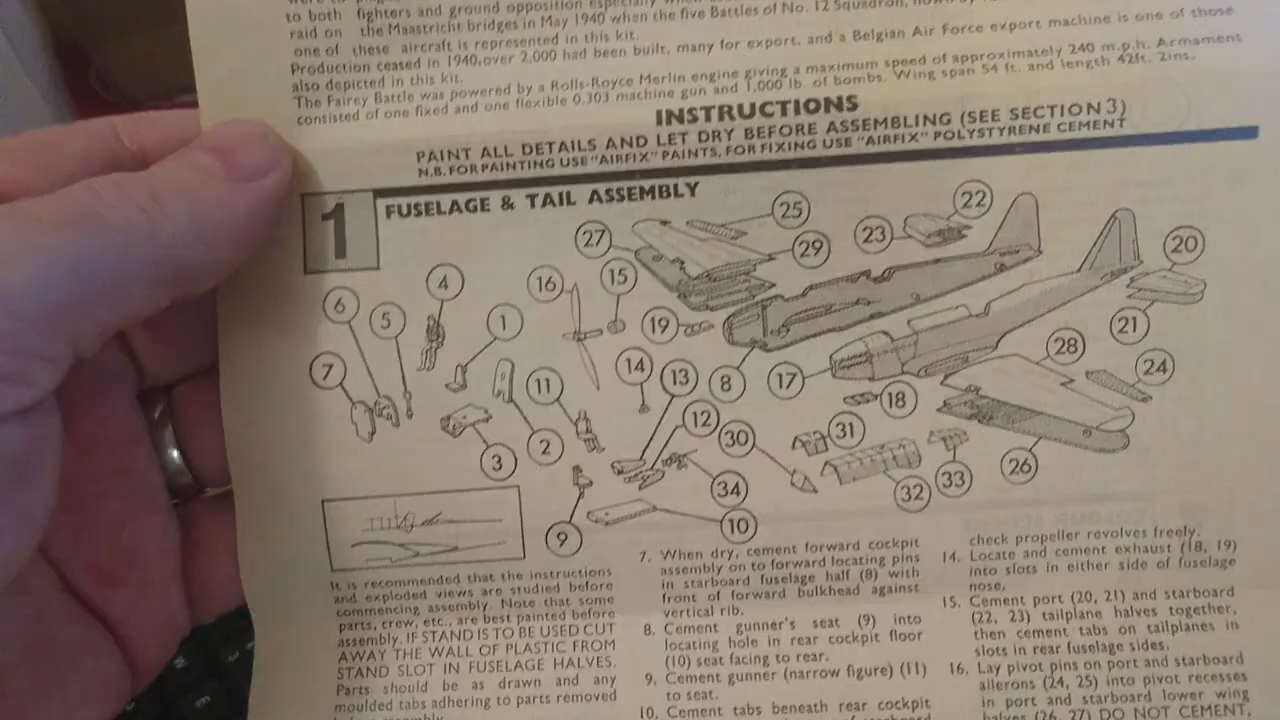 to both fighters and ground opposition especially
raid on the Maastricht bridges in May 1940 when the five Battles of No. 12 Squadron,
one of these aircraft is represented in this kit.
Production ceased in 1940,over 2,000 had been built, many for export, and a Belgian Air Force export machine is one of those
also depicted in this kit.
The Fairey Battle was powered by a Rolls-Royce Merlin engine giving a maximum speed of approximately 240 m.p.h. Armament
consisted of one fixed and one flexible 0.303 machine gun and 1,000 lb. of bombs. Wing span 54 ft. and length 42ft. 2ins.
INSTRUCTIONS
PAINT ALL DETAILS AND LET DRY BEFORE ASSEMBLING (SEE SECTION 3)
N.B. FOR PAINTING USE "AIRFIX" PAINTS, FOR FIXING USE "AIRFIX" POLYSTYRENE CEMENT
1
FUSELAGE & TAIL ASSEMBLY
25
22
27
29
23
20
4
16
15
6
5
1
19
21
28
7
11
14
13
8
17
24
18
12
30
31
2
3
26
33
32
34
9
10
It is recommended that the instructions
and exploded views are studied before
commencing assembly. Note that some
parts, crew, etc., are best painted before
assembly. IF STAND IS TO BE USED CUT
AWAY THE WALL OF PLASTIC FROM
STAND SLOT IN FUSELAGE HALVES.
Parts should be as drawn and any
moulded tabs adhering to parts removed
7. When dry, cement forward cockpit
assembly on to forward locating pins
in starboard fuselage half (8) with
front of forward bulkhead against
vertical rib.
8. Cement gunner's seat (9) into
locating hole in rear cockpit floor
(10) seat facing to rear.
9. Cement gunner (narrow figure) (11)
to seat.
10. Cement tabs beneath rear cockpit
check propeller revolves freely.
14. Locate and cement exhaust (18, 19)
into slots in either side of fuselage
nose.
15. Cement port (20, 21) and starboard
(22, 23) tailplane halves together,
then cement tabs on tailplanes in
slots in rear fuselage sides.
16. Lay pivot pins on port and starboard
ailerons (24, 25) into pivot recesses
in port and starboard lower wing
halves (26, 27) DO NOT CEMENT,